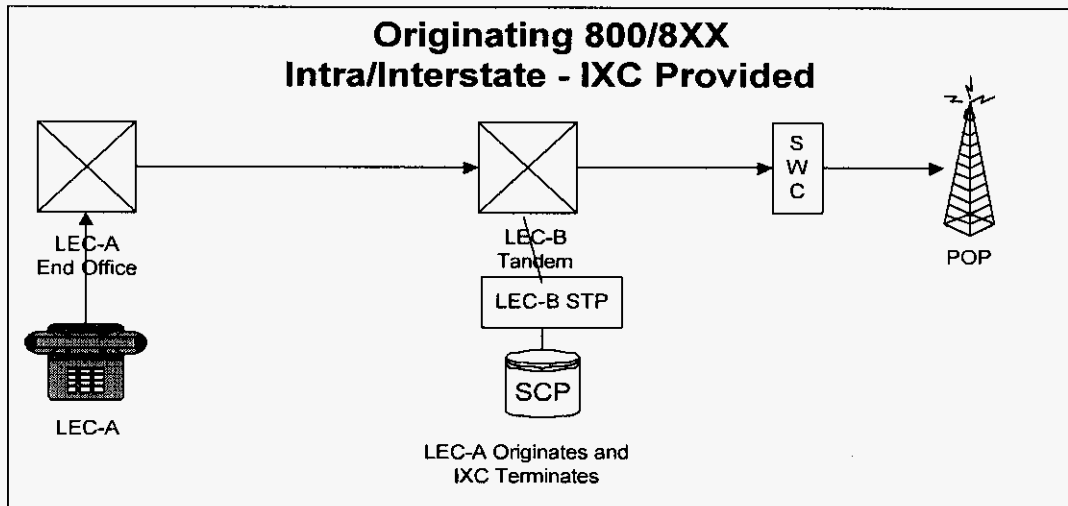 Originating 800/8XX
Intra/Interstate - IXC Provided
S
W
C
LEC-A
End Office
LEC-B
Tandem
POP
LEC-B STP
SCP
LEC-A
LEC-A Originates and
IXC Terminates